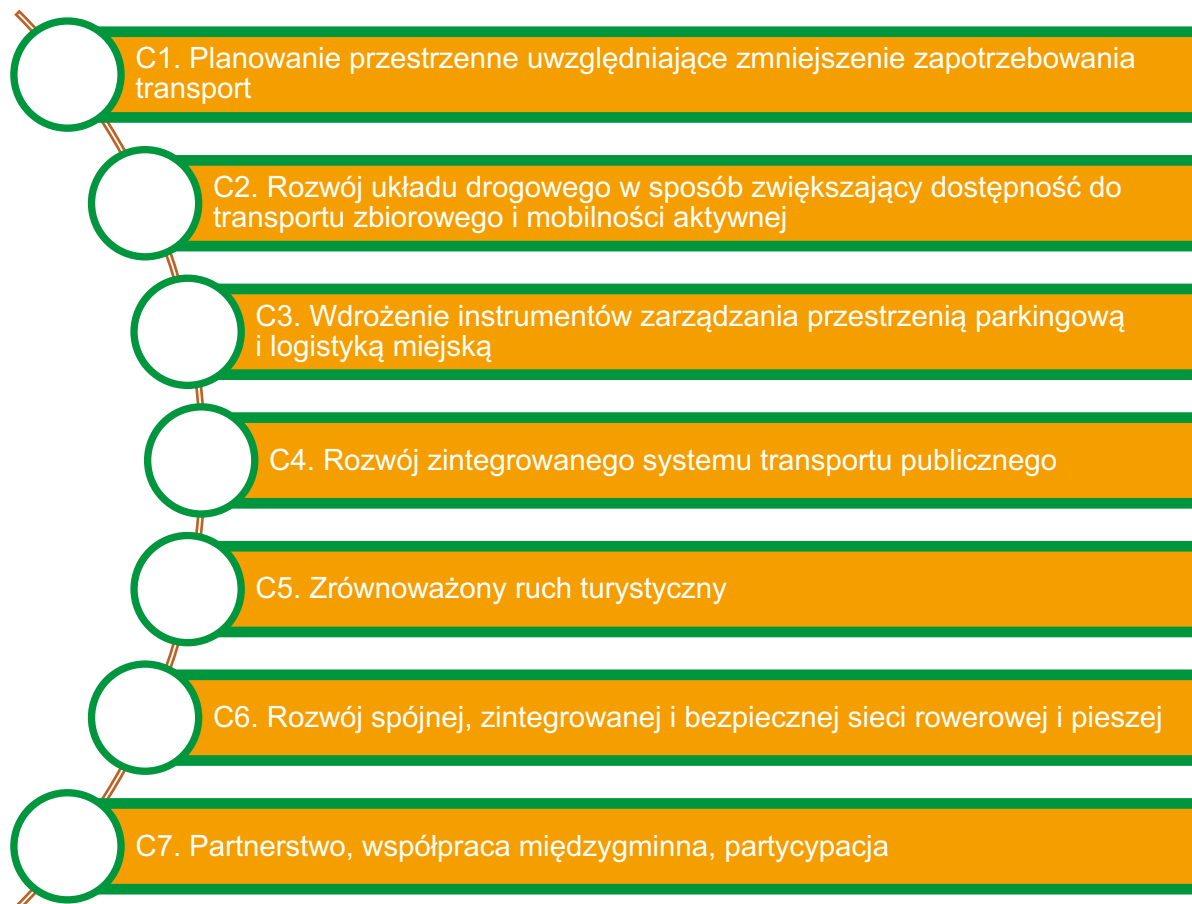 C1. Planowanie przestrzenne uwzględniające zmniejszenie zapotrzebowania
transport
C2. Rozwój układu drogowego w sposób zwiększający dostępność do
transportu zbiorowego i mobilności aktywnej
C3. Wdrożenie instrumentów zarządzania przestrzenią parkingową
i logistyką miejską
C4. Rozwój zintegrowanego systemu transportu publicznego
C5. Zrównoważony ruch turystyczny
C6. Rozwój spójnej, zintegrowanej i bezpiecznej sieci rowerowej i pieszej
C7. Partnerstwo, współpraca międzygminna, partycypacja